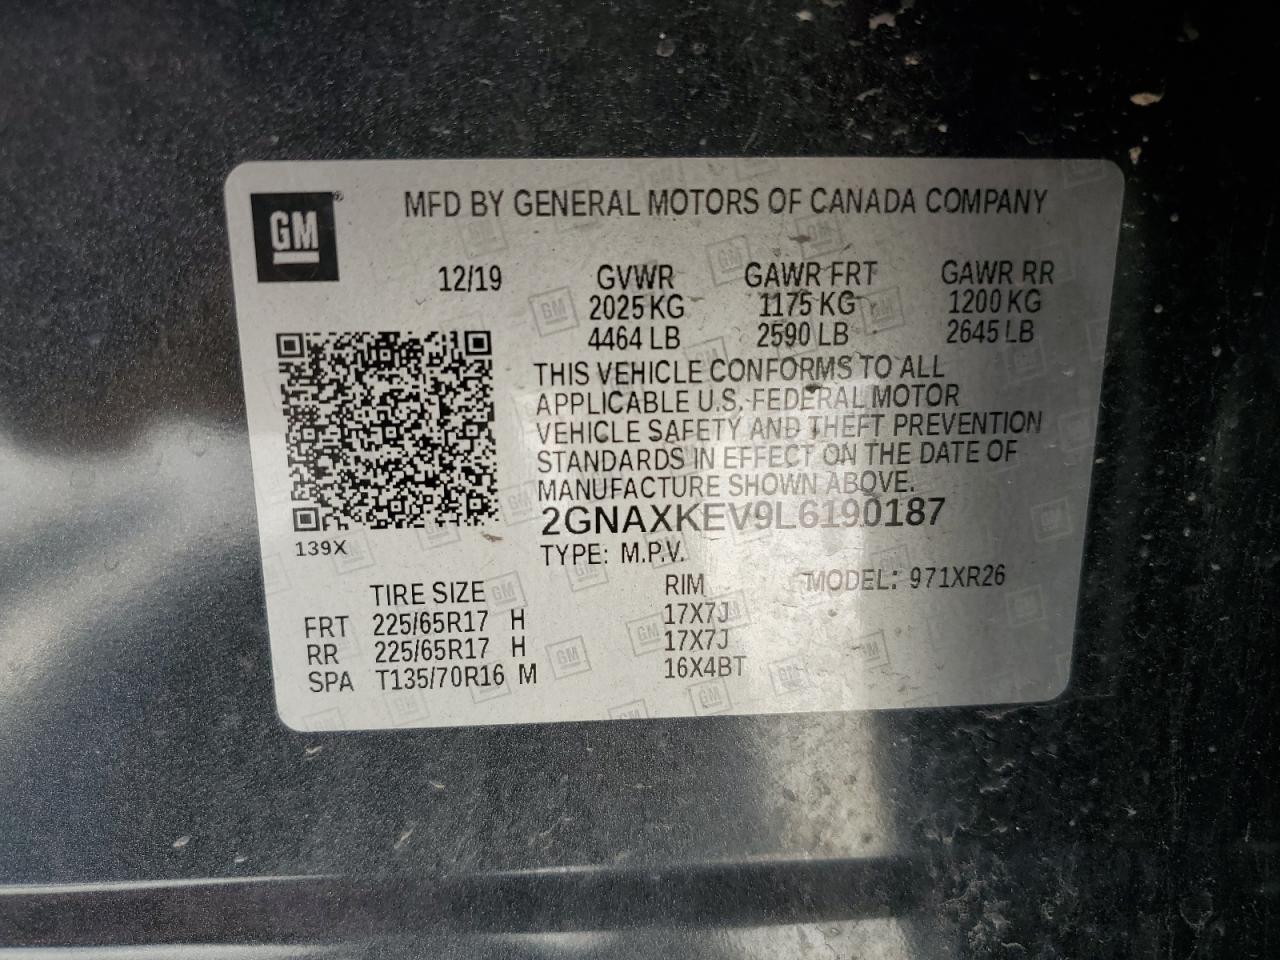 GM ®
MFD BY GENERAL MOTORS OF CANADA COMPANY
12/19 GVWR GAWR FRT GAWR RR
2025 KG 1175 KG 1200 KG
4464 LB 2590 LB 2645 LB
THIS VEHICLE CONFORMS TO ALL
APPLICABLE U.S. FEDERAL MOTOR
VEHICLE SAFETY AND THEFT PREVENTION
STANDARDS IN EFFECT ON THE DATE OF
MANUFACTURE SHOWN ABOVE.
2GNAXKEV9L6190187
139X
TYPE: M.P.V.
MODEL: 971XR26
TIRE SIZE RIM
FRT 225/65R17 H 17X7J
RR 225/65R17 H 17X7J
SPA T135/70R16 M 16X4BT